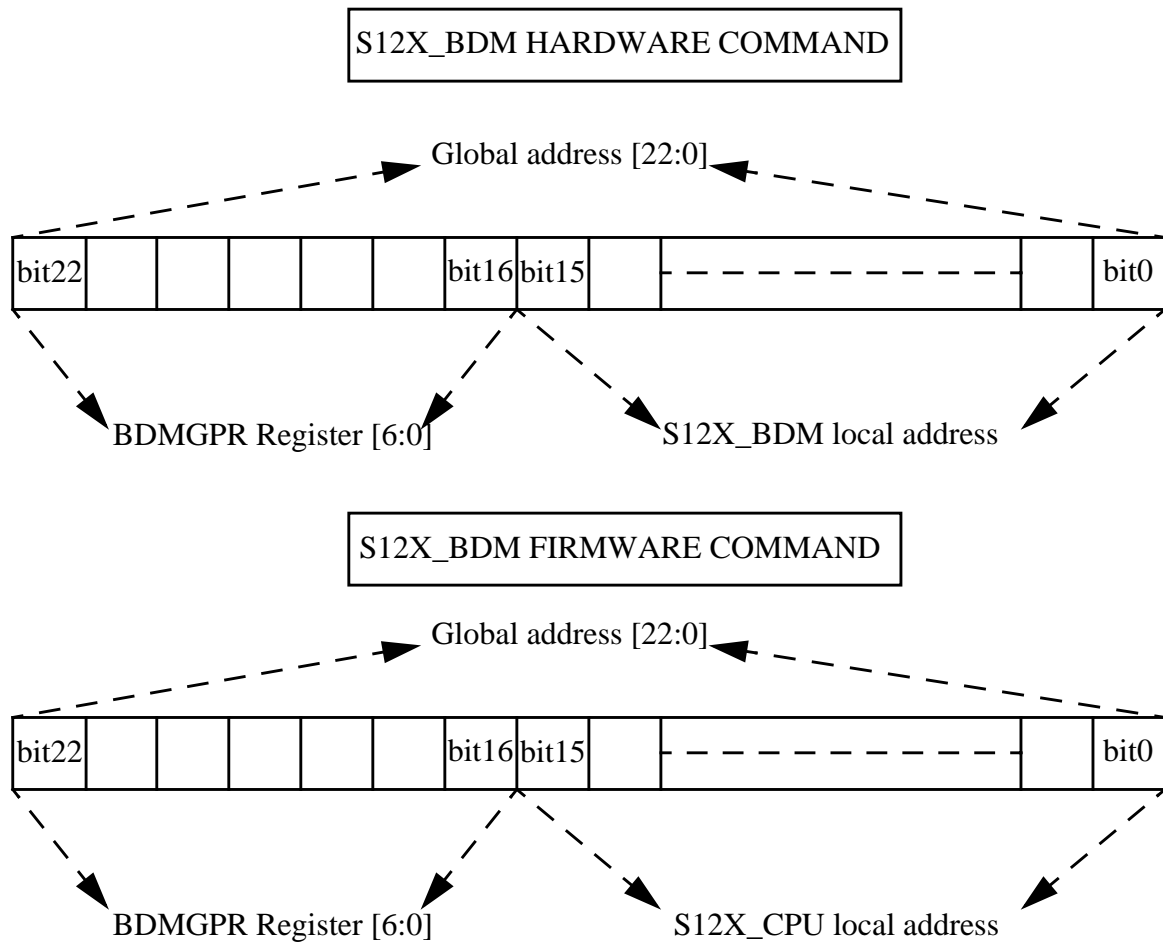 S12X_BDM HARDWARE COMMAND
Global address [22:0]
bit22 bit16 bit15 bit0
BDMGPR Register [6:0] S12X_BDM local address
S12X_BDM FIRMWARE COMMAND
Global address [22:0]
bit22 bit16 bit15 bit0
BDMGPR Register [6:0] S12X_CPU local address